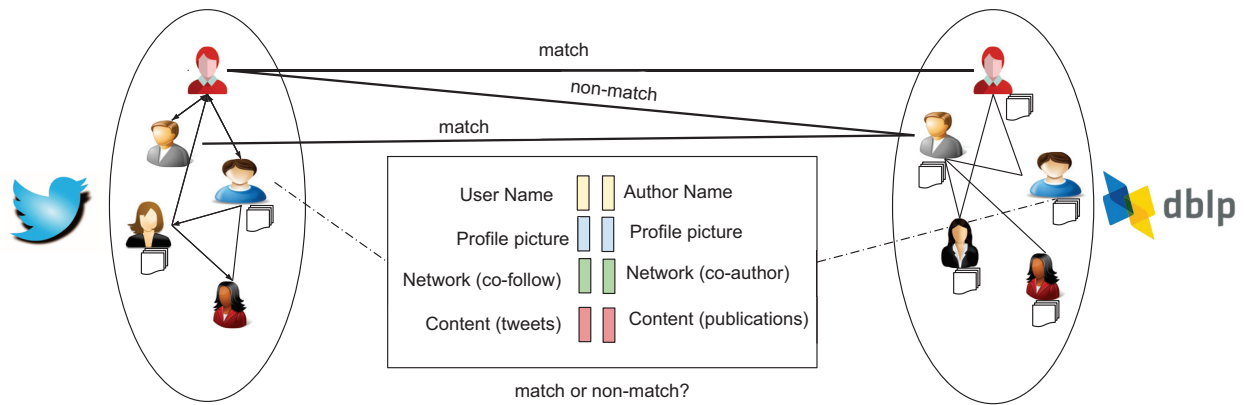 match
non-match
match
User Name
Author Name
Profile picture
Profile picture
Network (co-follow)
Network (co-author)
Content (tweets)
Content (publications)
match or non-match?
dblp